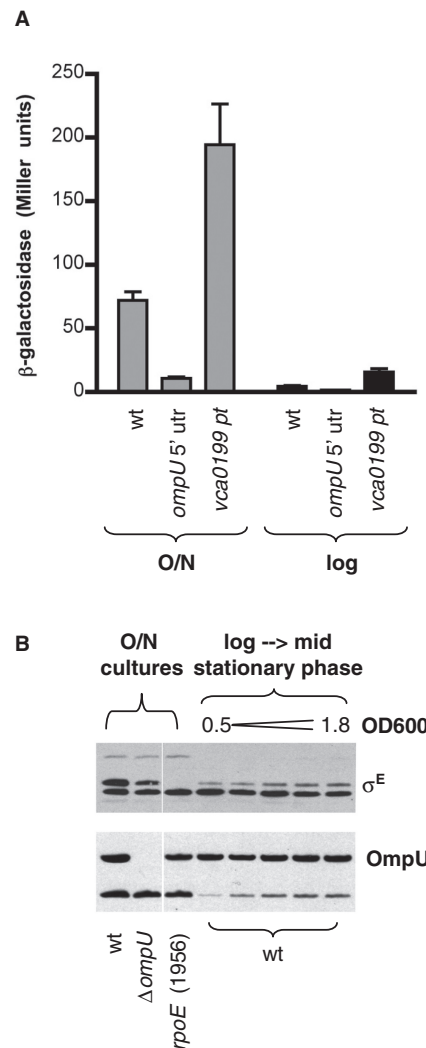 A
250
200
150
100
50
0
β-galactosidase (Miller units)
wt
ompU 5' utr
vca0199 pt
wt
ompU 5' utr
vca0199 pt
O/N
log
B
O/N
cultures
log --> mid
stationary phase
0.5
1.8
OD600
σE
OmpU
wt
ΔompU
rpoE (1956)
wt